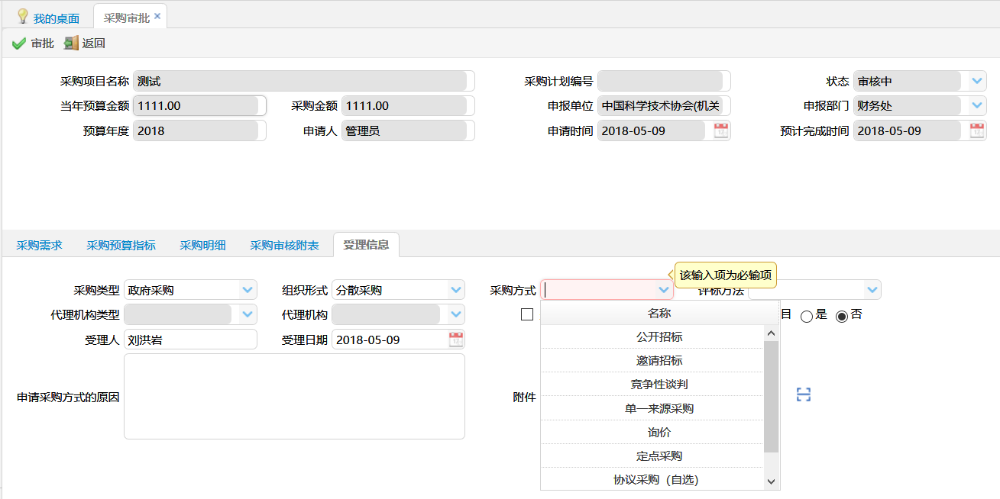 我的桌面 采购审批
审批 返回
采购项目名称 测试 采购计划编号 状态 审核中
当年预算金额 1111.00 采购金额 1111.00 申报单位 中国科学技术协会(机关 申报部门 财务处
预算年度 2018 申请人 管理员 申请时间 2018-05-09 预计完成时间 2018-05-09
采购需求 采购预算指标 采购明细 采购审核附表 受理信息
该输入项为必输项
采购类型 政府采购 组织形式 分散采购 采购方式 评标方法
代理机构类型 代理机构 名称 目 是 否
受理人 刘洪岩 受理日期 2018-05-09 公开招标
邀请招标
竞争性谈判
申请采购方式的原因 附件 单一来源采购
询价
定点采购
协议采购（自选）